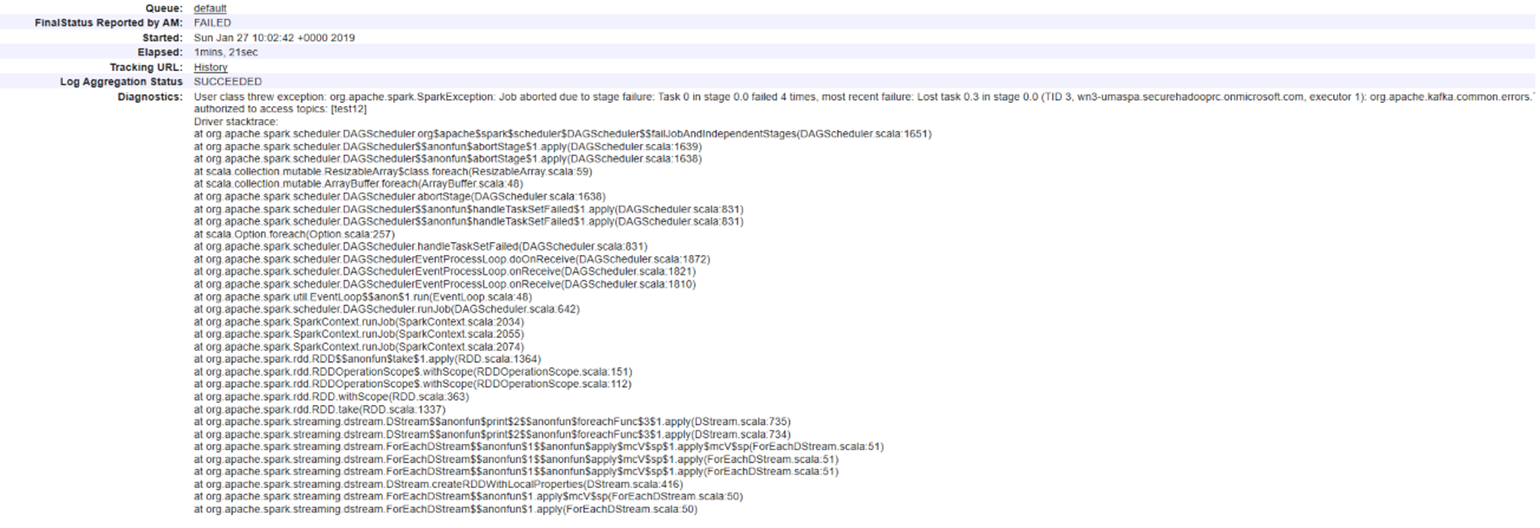 Queue: default
FinalStatus Reported by AM: FAILED
Started: Sun Jan 27 10:02:42 +0000 2019
Elapsed: 1mins, 21sec
Tracking URL: History
Log Aggregation Status SUCCEEDED
Diagnostics: User class threw exception: org.apache.spark.SparkException: Job aborted due to stage failure: Task 0 in stage 0.0 failed 4 times, most recent failure: Lost task 0.3 in stage 0.0 (TID 3, wn3-umaspa.securehadooprc.onmicrosoft.com, executor 1): org.apache.kafka.common.errors.
authorized to access topics: [test12]
Driver stacktrace:
at org.apache.spark.scheduler.DAGScheduler.org$apache$spark$scheduler$DAGScheduler$$failJobAndIndependentStages(DAGScheduler.scala:1651)
at org.apache.spark.scheduler.DAGScheduler$$anonfun$abortStage$1.apply(DAGScheduler.scala:1639)
at org.apache.spark.scheduler.DAGScheduler$$anonfun$abortStage$1.apply(DAGScheduler.scala:1638)
at scala.collection.mutable.ResizableArray$class.foreach(ResizableArray.scala:59)
at scala.collection.mutable.ArrayBuffer.foreach(ArrayBuffer.scala:48)
at org.apache.spark.scheduler.DAGScheduler.abortStage(DAGScheduler.scala:1638)
at org.apache.spark.scheduler.DAGScheduler$$anonfun$handleTaskSetFailed$1.apply(DAGScheduler.scala:831)
at org.apache.spark.scheduler.DAGScheduler$$anonfun$handleTaskSetFailed$1.apply(DAGScheduler.scala:831)
at scala.Option.foreach(Option.scala:257)
at org.apache.spark.scheduler.DAGScheduler.handleTaskSetFailed(DAGScheduler.scala:831)
at org.apache.spark.scheduler.DAGSchedulerEventProcessLoop.doOnReceive(DAGScheduler.scala:1872)
at org.apache.spark.scheduler.DAGSchedulerEventProcessLoop.onReceive(DAGScheduler.scala:1821)
at org.apache.spark.scheduler.DAGSchedulerEventProcessLoop.onReceive(DAGScheduler.scala:1810)
at org.apache.spark.util.EventLoop$$anon$1.run(EventLoop.scala:48)
at org.apache.spark.scheduler.DAGScheduler.runJob(DAGScheduler.scala:642)
at org.apache.spark.SparkContext.runJob(SparkContext.scala:2034)
at org.apache.spark.SparkContext.runJob(SparkContext.scala:2055)
at org.apache.spark.SparkContext.runJob(SparkContext.scala:2074)
at org.apache.spark.rdd.RDD$$anonfun$take$1.apply(RDD.scala:1364)
at org.apache.spark.rdd.RDDOperationScope$.withScope(RDDOperationScope.scala:151)
at org.apache.spark.rdd.RDDOperationScope$.withScope(RDDOperationScope.scala:112)
at org.apache.spark.rdd.RDD.withScope(RDD.scala:363)
at org.apache.spark.rdd.RDD.take(RDD.scala:1337)
at org.apache.spark.streaming.dstream.DStream$$anonfun$print$2$$anonfun$foreachFunc$3$1.apply(DStream.scala:735)
at org.apache.spark.streaming.dstream.DStream$$anonfun$print$2$$anonfun$foreachFunc$3$1.apply(DStream.scala:734)
at org.apache.spark.streaming.dstream.ForEachDStream$$anonfun$1$$anonfun$apply$mcV$sp$1.apply$mcV$sp(ForEachDStream.scala:51)
at org.apache.spark.streaming.dstream.ForEachDStream$$anonfun$1$$anonfun$apply$mcV$sp$1.apply(ForEachDStream.scala:51)
at org.apache.spark.streaming.dstream.ForEachDStream$$anonfun$1$$anonfun$apply$mcV$sp$1.apply(ForEachDStream.scala:51)
at org.apache.spark.streaming.dstream.DStream.createRDDWithLocalProperties(DStream.scala:416)
at org.apache.spark.streaming.dstream.ForEachDStream$$anonfun$1.apply$mcV$sp(ForEachDStream.scala:50)
at org.apache.spark.streaming.dstream.ForEachDStream$$anonfun$1.apply(ForEachDStream.scala:50)